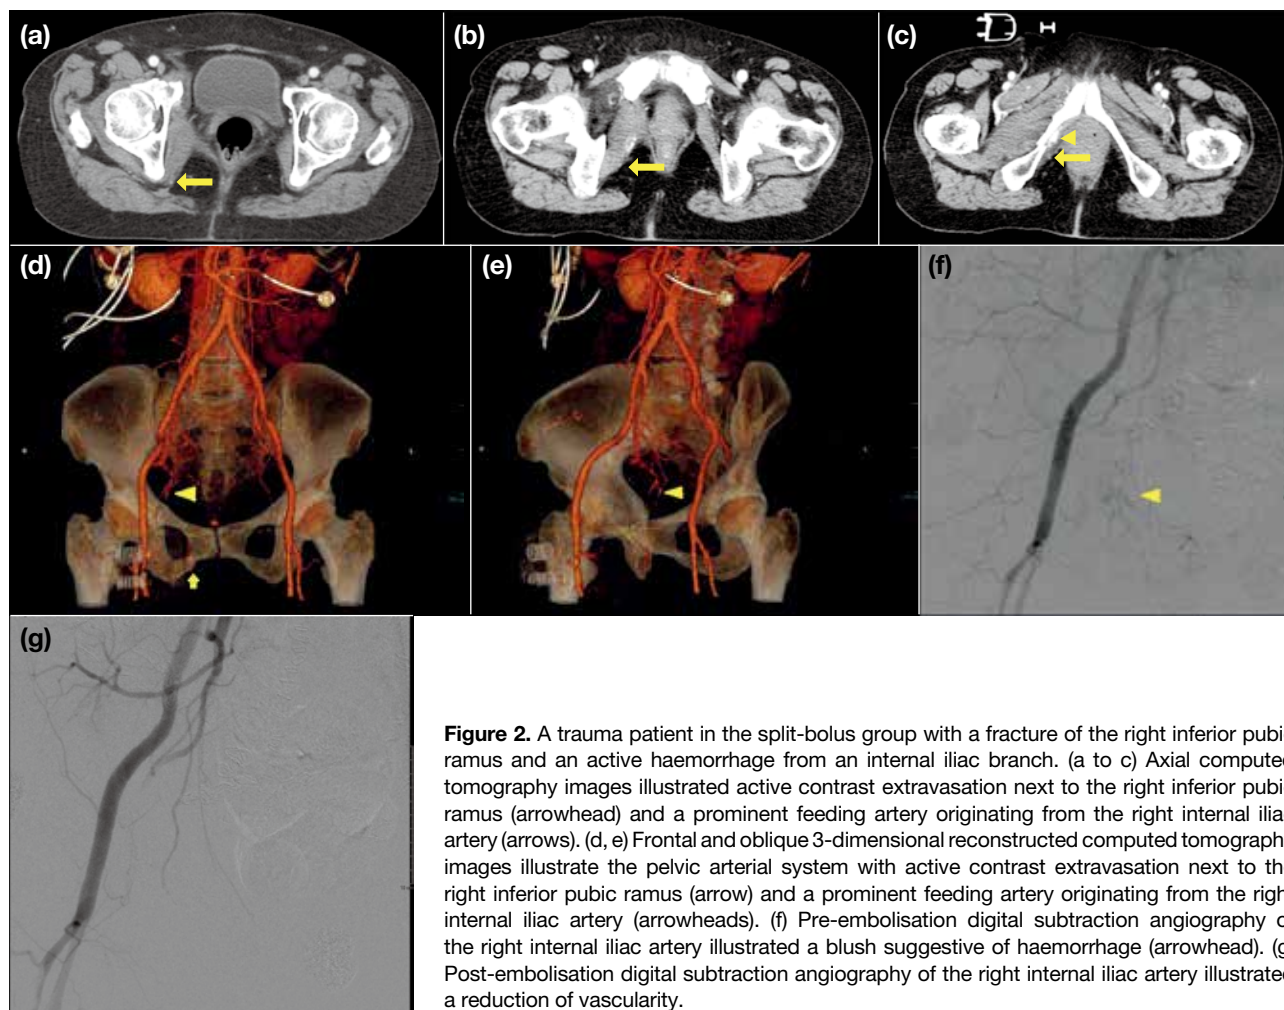 (a)
(b)
(c)
(d)
(e)
(f)
(g)
Figure 2. A trauma patient in the split-bolus group with a fracture of the right inferior pubi
ramus and an active haemorrhage from an internal iliac branch. (a to c) Axial compute
tomography images illustrated active contrast extravasation next to the right inferior pubi
ramus (arrowhead) and a prominent feeding artery originating from the right internal ilia
artery (arrows). (d, e) Frontal and oblique 3-dimensional reconstructed computed tomograph
images illustrate the pelvic arterial system with active contrast extravasation next to th
right inferior pubic ramus (arrow) and a prominent feeding artery originating from the righ
internal iliac artery (arrowheads). (f) Pre-embolisation digital subtraction angiography o
the right internal iliac artery illustrated a blush suggestive of haemorrhage (arrowhead). (g
Post-embolisation digital subtraction angiography of the right internal iliac artery illustrate
a reduction of vascularity.